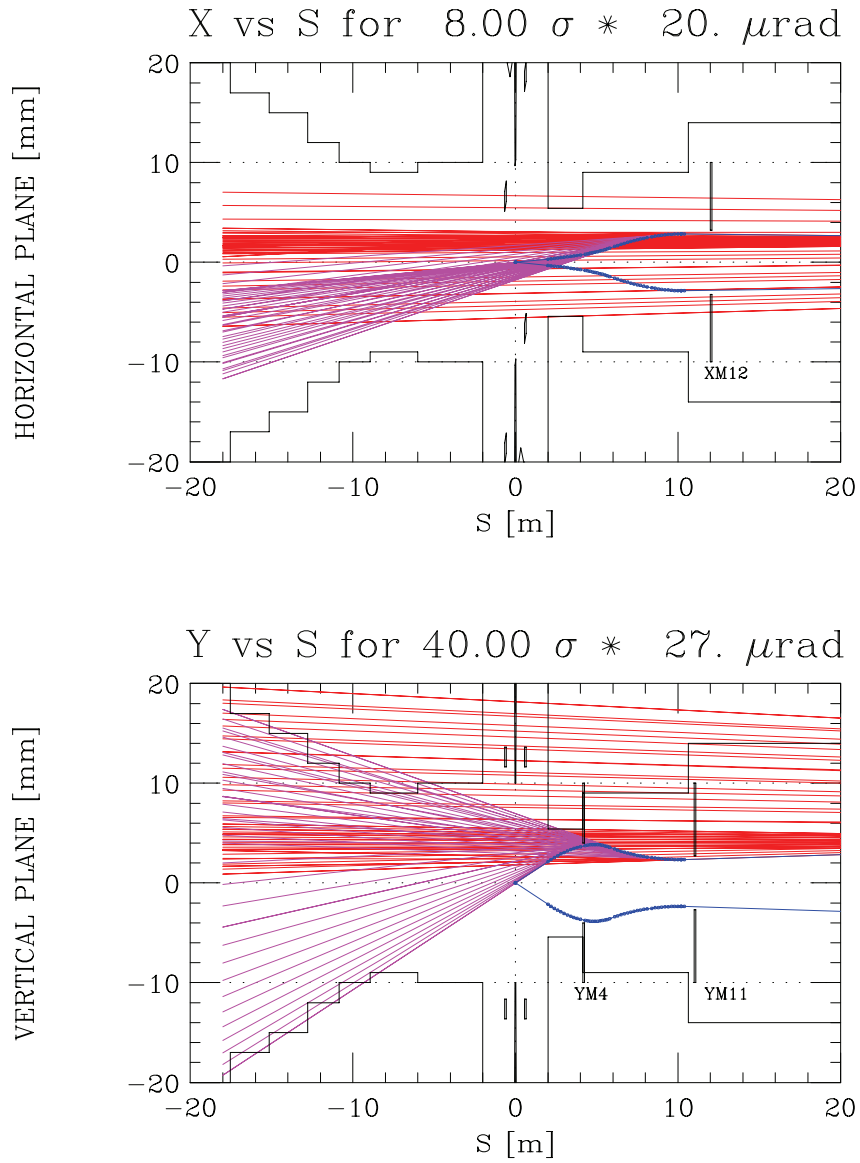 X vs S for 8.00 σ * 20. μrad
HORIZONTAL PLANE [mm]
20
10
0
−10
−20
XM12
−20 −10 0 10 20
S [m]
Y vs S for 40.00 σ * 27. μrad
VERTICAL PLANE [mm]
20
10
0
−10
−20
YM4 YM11
−20 −10 0 10 20
S [m]